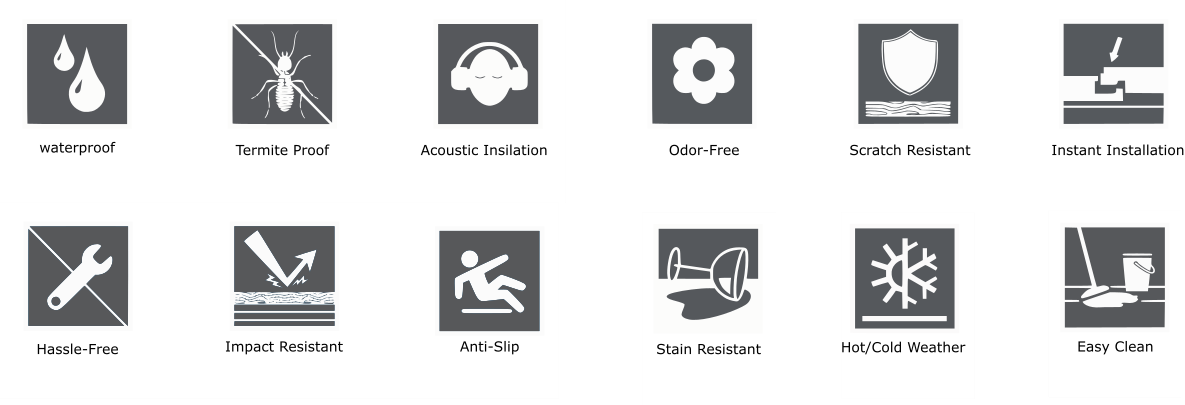 waterproof
Termite Proof
Acoustic Insilation
Odor-Free
Scratch Resistant
Instant Installation
Hassle-Free
Impact Resistant
Anti-Slip
Stain Resistant
Hot/Cold Weather
Easy Clean